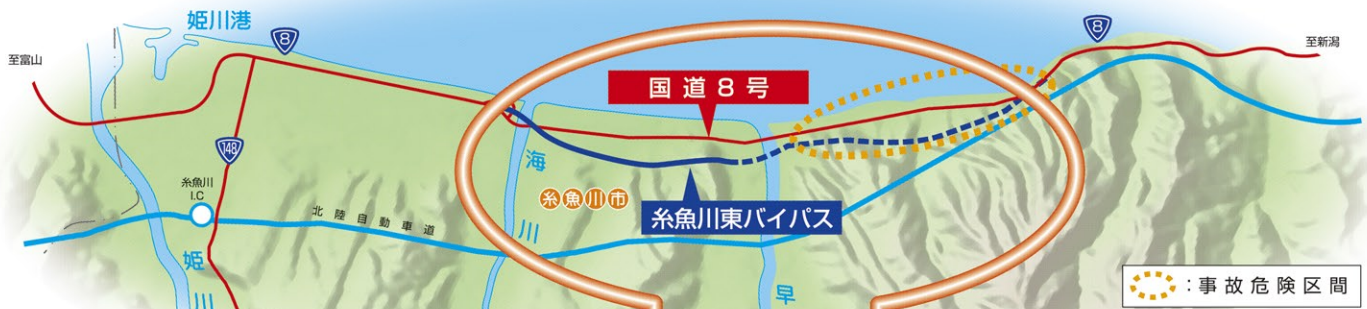 姫川港
8
8
至富山
至新潟
国道8号
148
海川
糸魚川
I.C
糸魚川市
北陸自動車道
糸魚川東バイパス
姫川
早
：事故危険区間